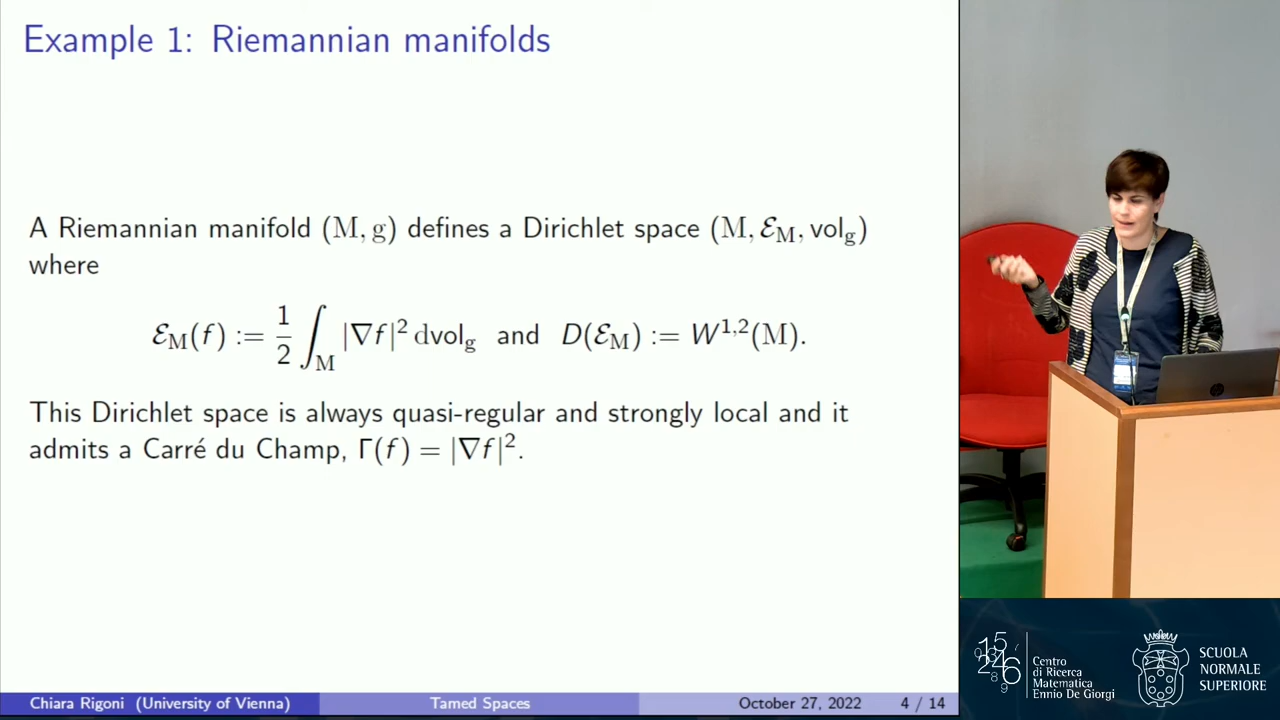 Example 1: Riemannian manifolds
A Riemannian manifold (M, g) defines a Dirichlet space (M, ℰ_M, vol_g)
where
ℰ_M(f) := 1/2 ∫_M |∇f|² dvol_g and D(ℰ_M) := W^{1,2}(M).
This Dirichlet space is always quasi-regular and strongly local and it
admits a Carré du Champ, Γ(f) = |∇f|².
Chiara Rigoni (University of Vienna) Tamed Spaces October 27, 2022 4 / 14
Centro
di Ricerca
Matematica
Ennio De Giorgi
SCUOLA
NORMALE
SUPERIORE